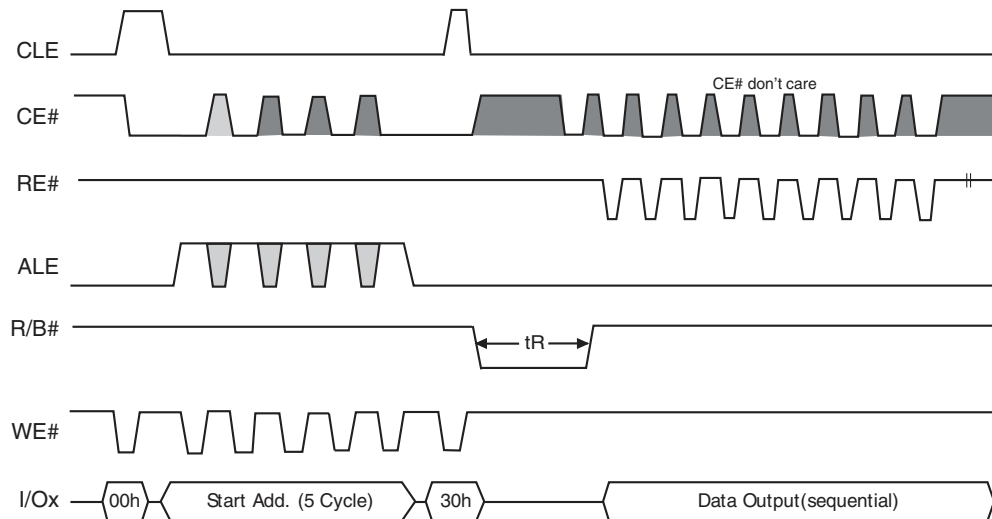 CLE
CE# don't care
CE#
RE#
ALE
R/B#
tR
WE#
I/Ox
00h
Start Add. (5 Cycle)
30h
Data Output(sequential)